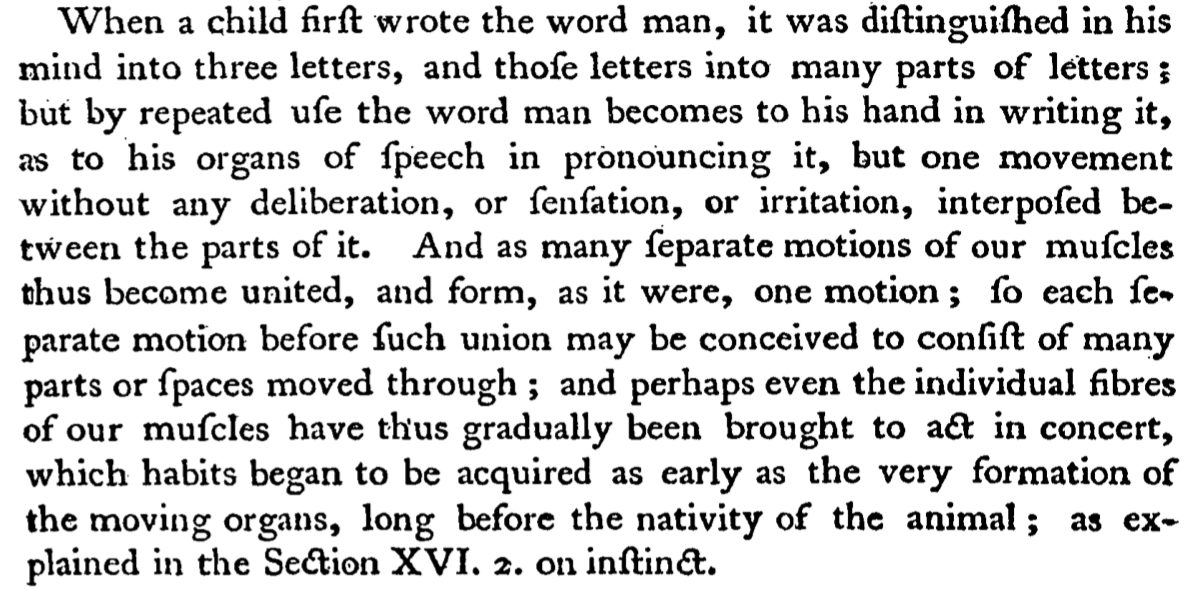 When a child firſt wrote the word man, it was diſtinguiſhed in his
mind into three letters, and thoſe letters into many parts of letters;
but by repeated uſe the word man becomes to his hand in writing it,
as to his organs of ſpeech in pronouncing it, but one movement
without any deliberation, or ſenſation, or irritation, interpoſed be-
tween the parts of it. And as many ſeparate motions of our muſcles
thus become united, and form, as it were, one motion; ſo each ſe-
parate motion before ſuch union may be conceived to conſiſt of many
parts or ſpaces moved through; and perhaps even the individual fibres
of our muſcles have thus gradually been brought to act in concert,
which habits began to be acquired as early as the very formation of
the moving organs, long before the nativity of the animal; as ex-
plained in the Section XVI. 2. on inſtinct.